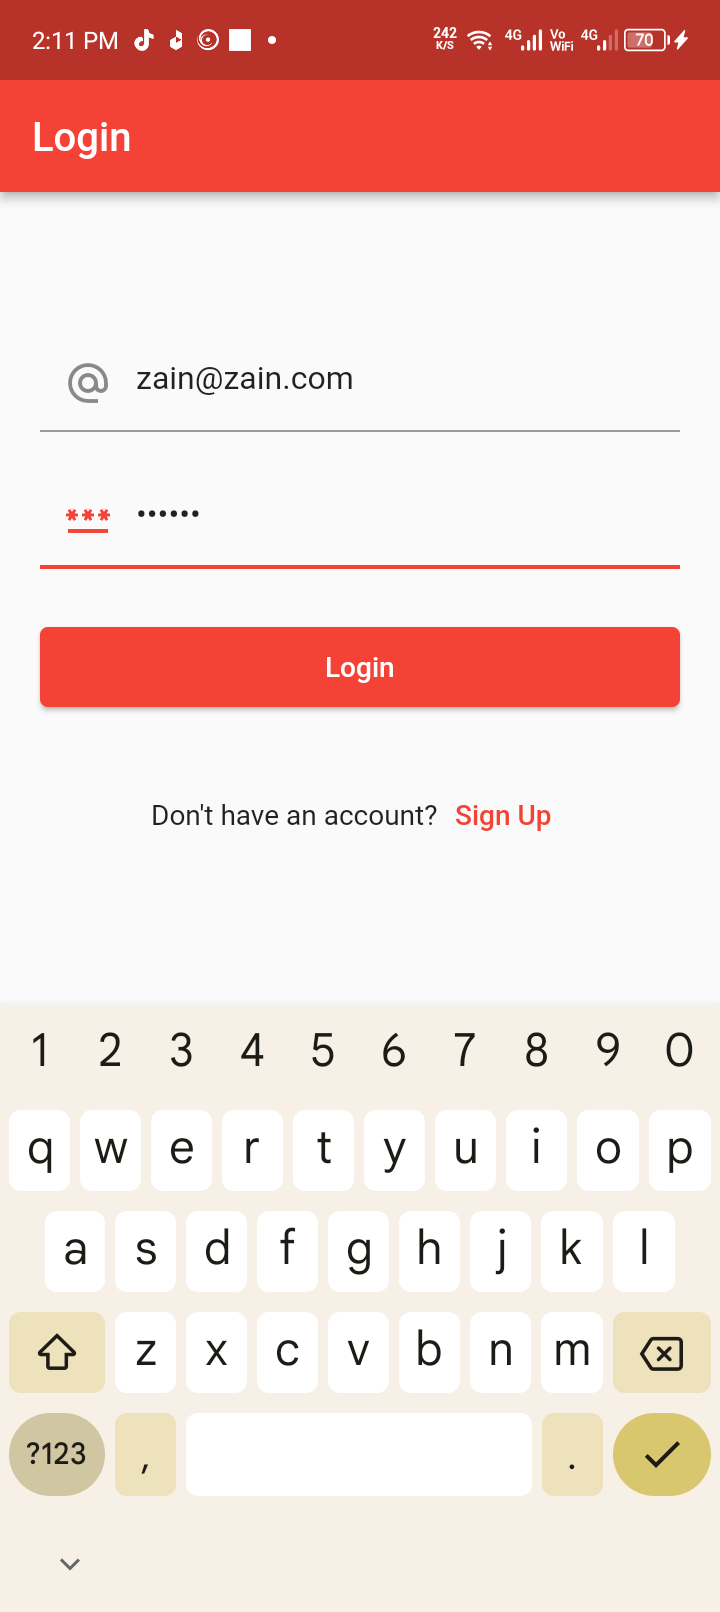 2:11 PM 242 K/S 4G Vo WiFi 4G 70
Login
zain@zain.com
*** ••••••
Login
Don't have an account? Sign Up
1 2 3 4 5 6 7 8 9 0
q w e r t y u i o p
a s d f g h j k l
z x c v b n m
?123 , .